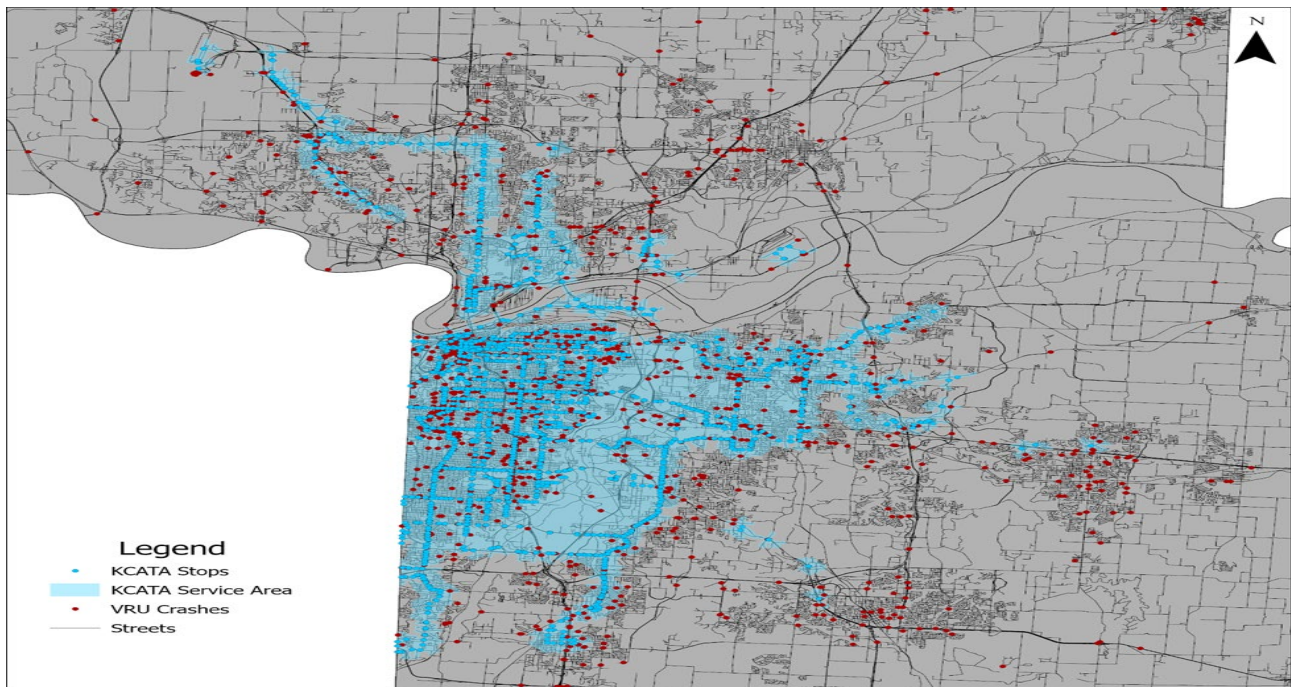 N
Legend
KCATA Stops
KCATA Service Area
VRU Crashes
Streets